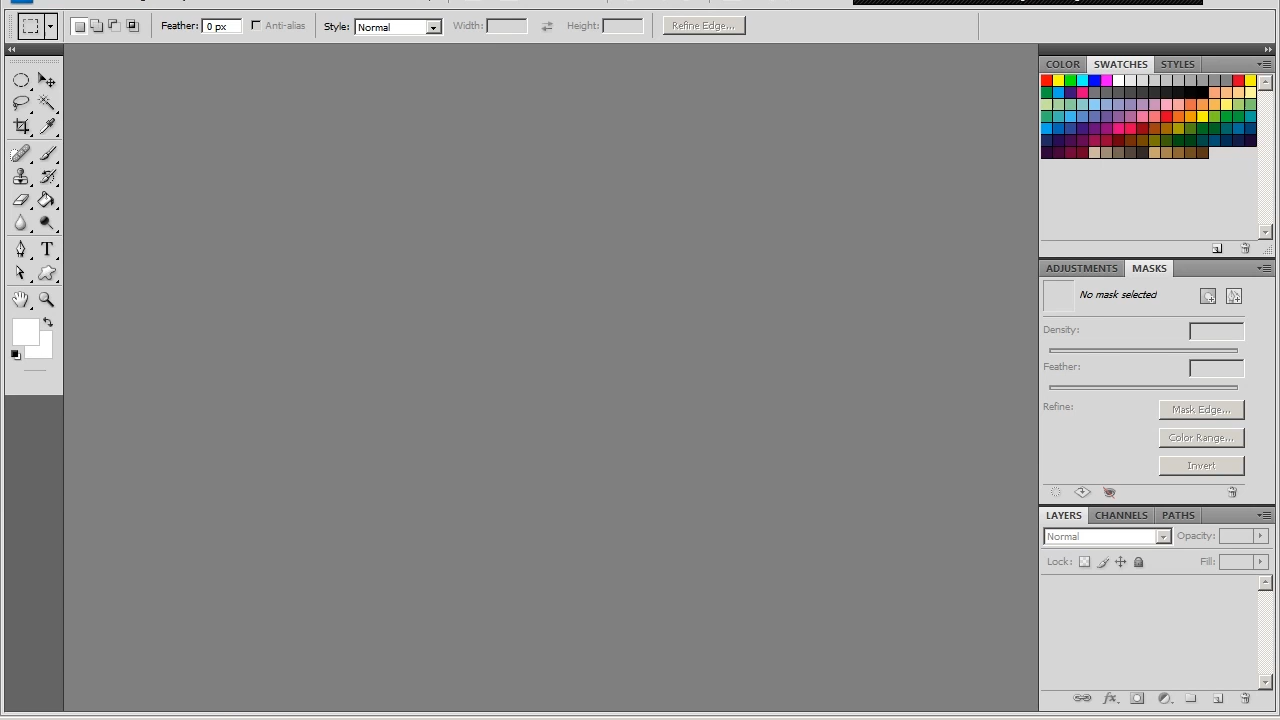 Feather: 0 px Anti-alias Style: Normal Width: Height: Refine Edge...
COLOR SWATCHES STYLES
ADJUSTMENTS MASKS
No mask selected
Density:
Feather:
Refine: Mask Edge...
Color Range...
Invert
LAYERS CHANNELS PATHS
Normal Opacity:
Lock: Fill:
T
fx